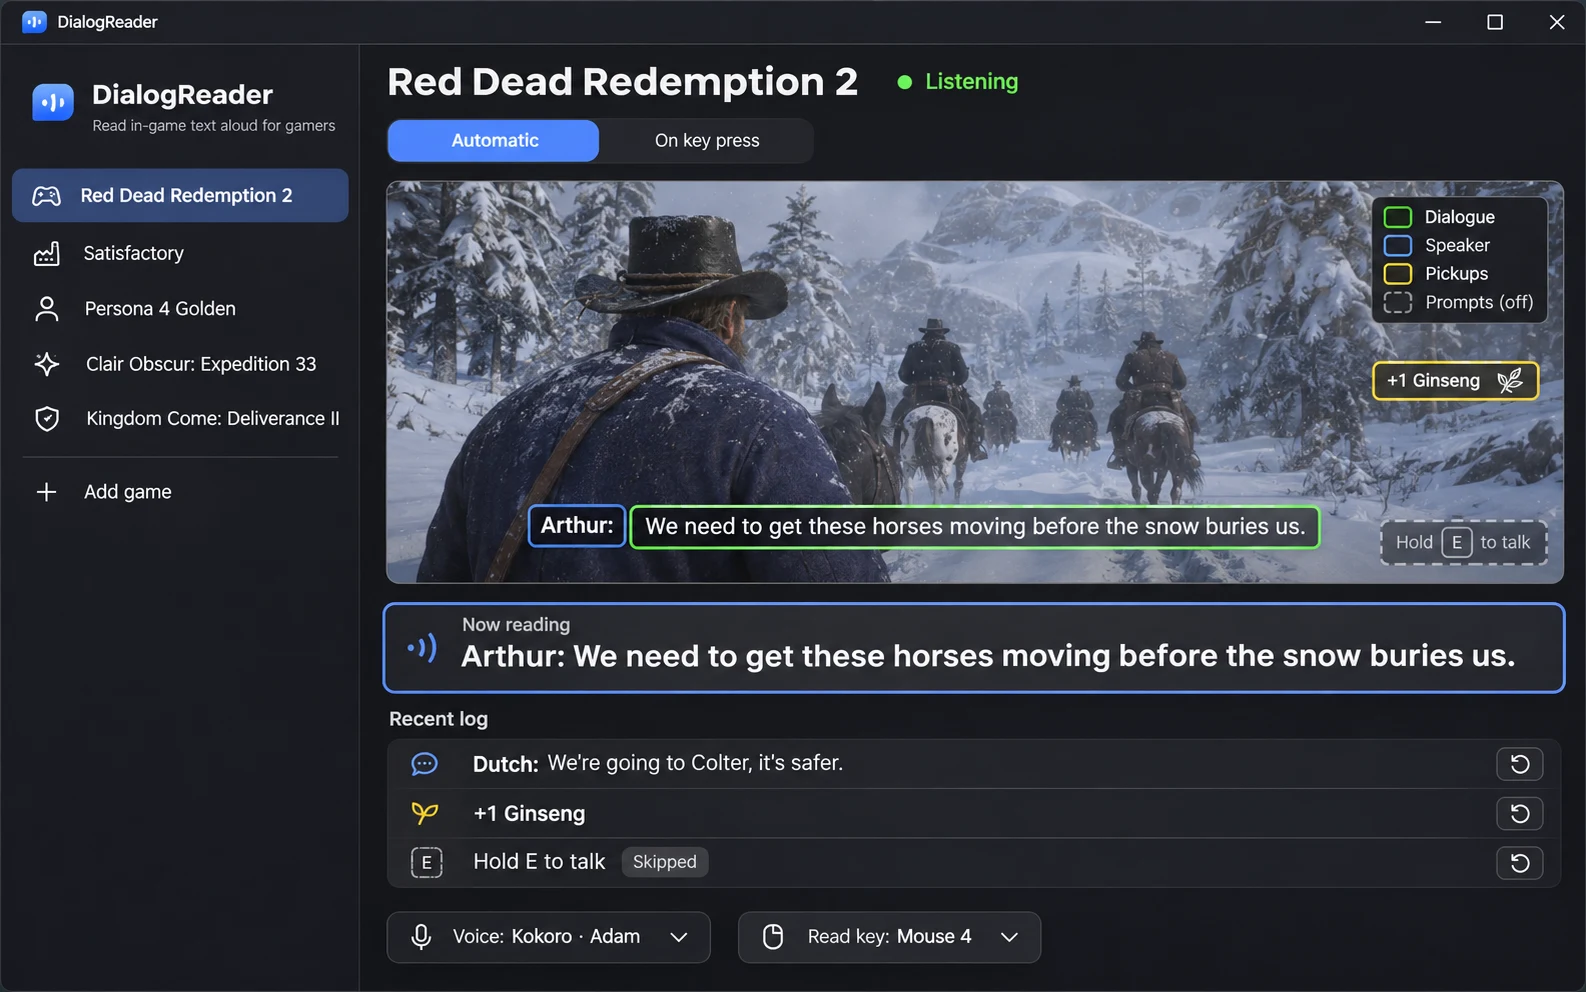 DialogReader
DialogReader
Read in-game text aloud for gamers
Red Dead Redemption 2
Satisfactory
Persona 4 Golden
Clair Obscur: Expedition 33
Kingdom Come: Deliverance II
Add game
Red Dead Redemption 2
Listening
Automatic
On key press
Dialogue
Speaker
Pickups
Prompts (off)
+1 Ginseng
Arthur: We need to get these horses moving before the snow buries us.
Hold E to talk
Now reading
Arthur: We need to get these horses moving before the snow buries us.
Recent log
Dutch: We're going to Colter, it's safer.
+1 Ginseng
E Hold E to talk Skipped
Voice: Kokoro · Adam
Read key: Mouse 4